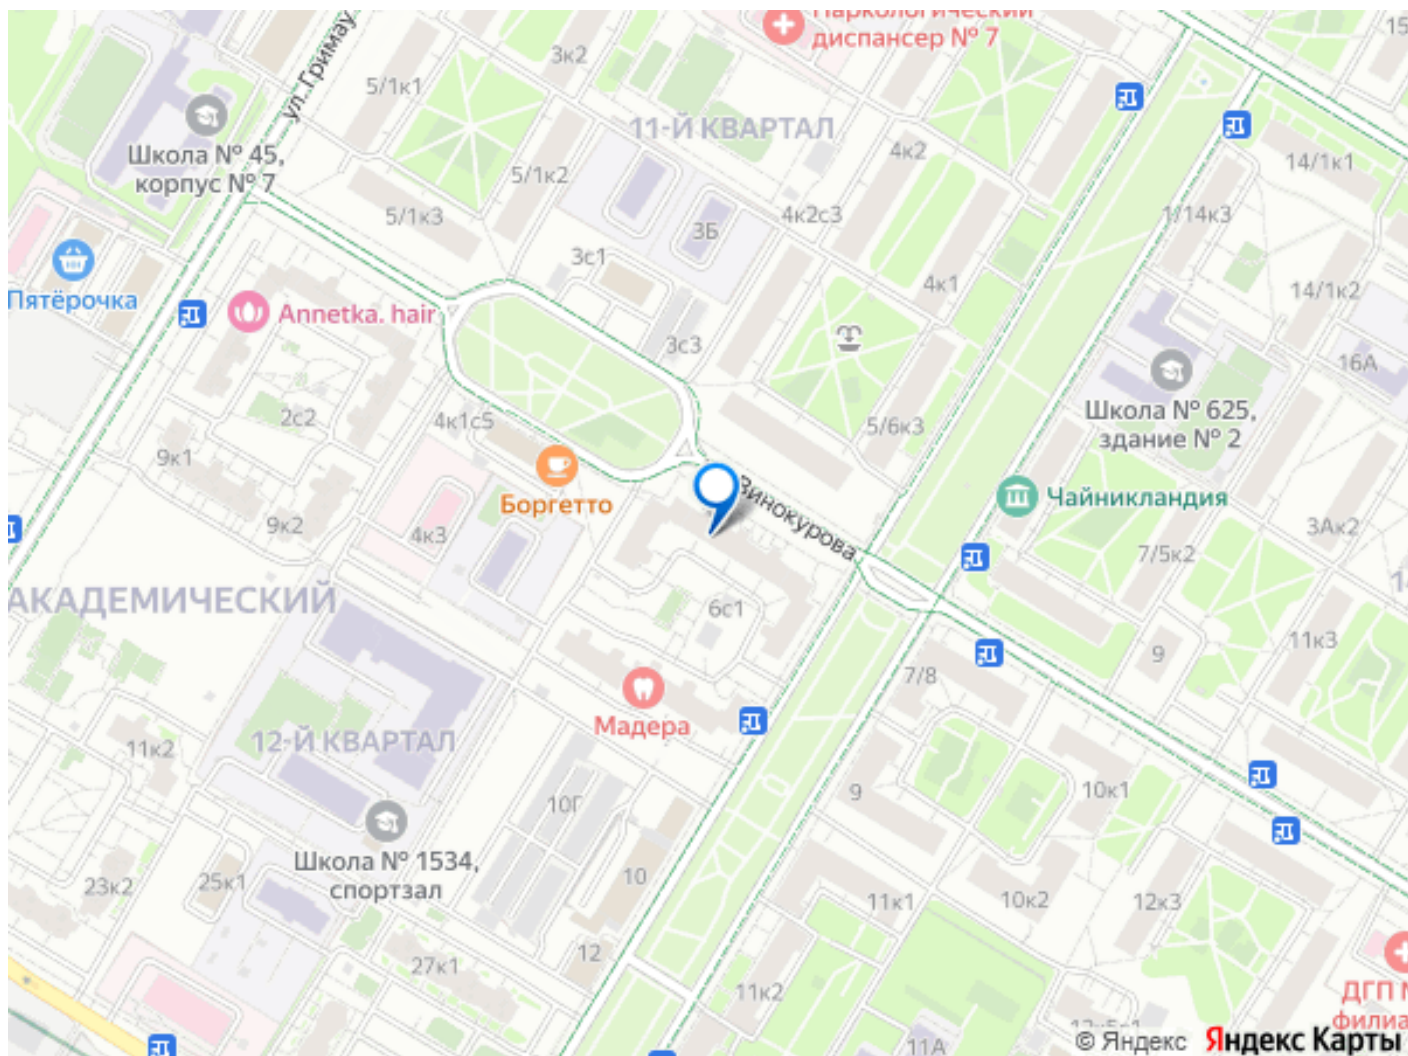 Наркологический
диспансер № 7
15
3к2
5/1к1
ул. Гримау
11-Й КВАРТАЛ
Школа № 45,
корпус № 7
4к2
14/1к1
5/1к2
5/1к3
4к2с3
1/14к3
3Б
3с1
4к1
14/1к2
Пятёрочка
Annetka. hair
3с3
16А
2с2
4к1с5
5/6к3
Школа № 625,
здание № 2
9к1
Боргетто
Винокурова
Чайникландия
9к2
4к3
3Ак2
7/5к2
АКАДЕМИЧЕСКИЙ
6с1
11к3
9
7/8
Мадера
12-Й КВАРТАЛ
11к2
10Г
9
10к1
Школа № 1534,
спортзал
23к2
25к1
10
11к1
10к2
12к3
27к1
12
11к2
ДГП
филиа
11А
© Яндекс
Яндекс Карты